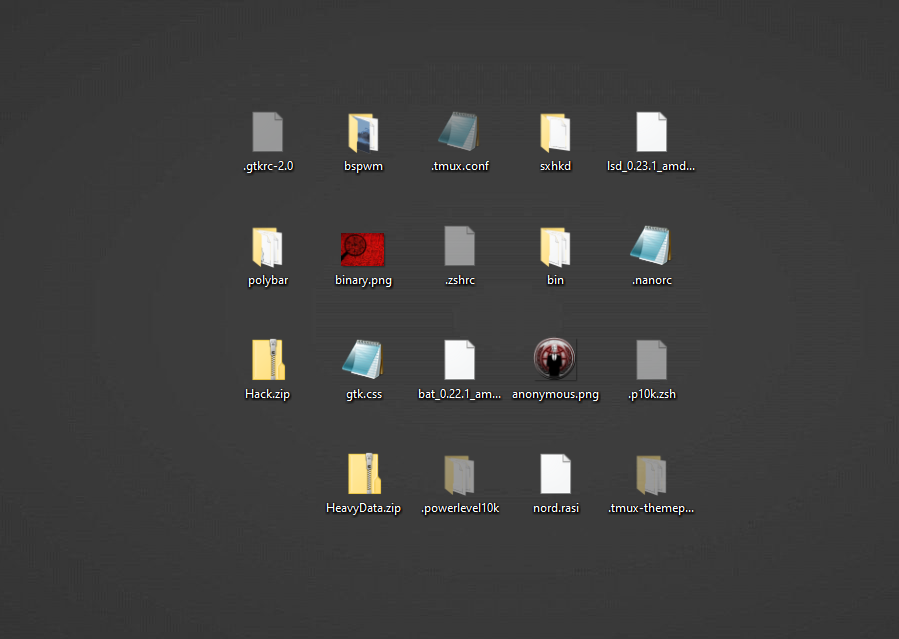 .gtkrc-2.0
bspwm
.tmux.conf
sxhkd
lsd_0.23.1_amd...
polybar
binary.png
.zshrc
bin
.nanorc
Hack.zip
gtk.css
bat_0.22.1_am...
anonymous.png
.p10k.zsh
HeavyData.zip
.powerlevel10k
nord.rasi
.tmux-themep...